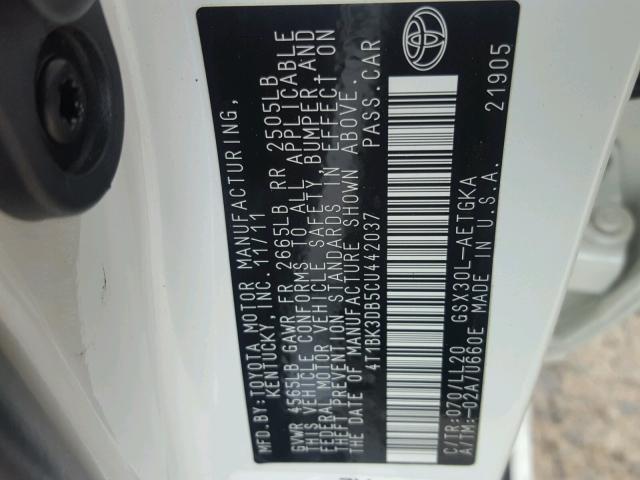 MFD.BY:TOYOTA MOTOR MANUFACTURING,
KENTUCKY, INC. 11/11
GVWR 4565LB GAWR FR 2665LB RR 2505LB
THIS VEHICLE CONFORMS TO ALL APPLICABLE
FEDERAL MOTOR VEHICLE SAFETY, BUMPER, AND
THEFT PREVENTION STANDARDS IN EFFECT ON
THE DATE OF MANUFACTURE SHOWN ABOVE.
4T1BK3DB5CU442037 PASS.CAR
C/TR:070/LL20 GSX30L-AETGKA
A/TM:-02A/U660E MADE IN U.S.A. 21905